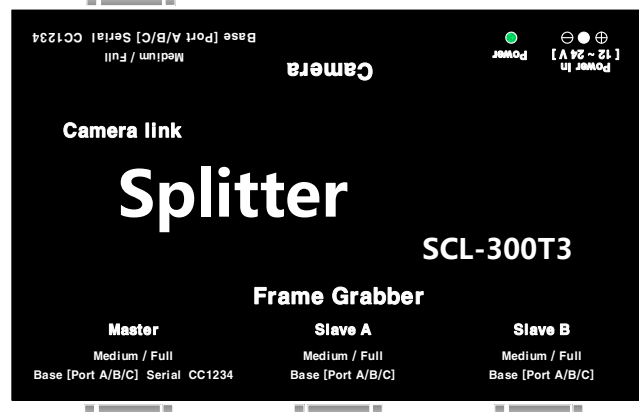 Base [Port A/B/C] Serial CC1234
Medium / Full
Camera
Power
Power In
[ 12 ~ 24 V ]
Camera link
Splitter
SCL-300T3
Frame Grabber
Master Slave A Slave B
Medium / Full Medium / Full Medium / Full
Base [Port A/B/C] Serial CC1234 Base [Port A/B/C] Base [Port A/B/C]